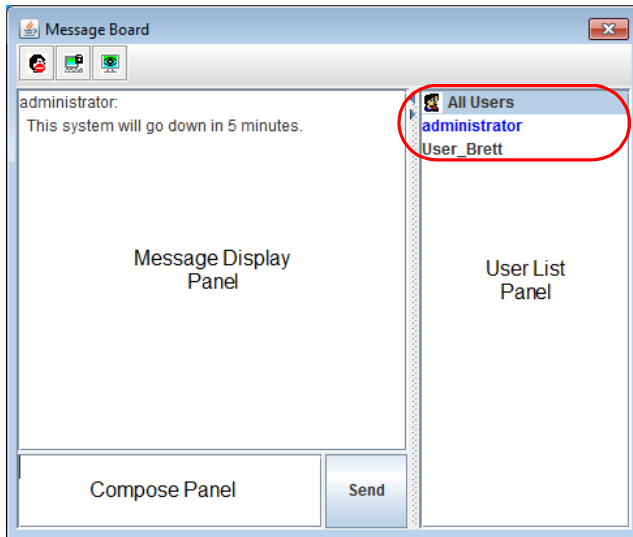 Message Board
administrator:
This system will go down in 5 minutes.
Message Display
Panel
All Users
administrator
User_Brett
User List
Panel
Compose Panel
Send